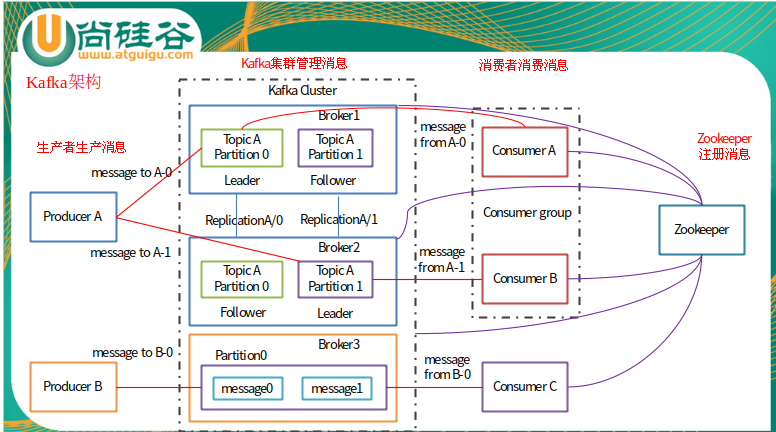 尚硅谷
www.atguigu.com
Kafka架构
Kafka集群管理消息
消费者消费消息
生产者生产消息
Zookeeper
注册消息
Kafka Cluster
Broker1
Topic A
Partition 0
Topic A
Partition 1
Leader
Follower
message
from A-0
Consumer A
message to A-0
Producer A
message to A-1
ReplicationA/0
ReplicationA/1
Consumer group
Zookeeper
Broker2
Topic A
Partition 0
Topic A
Partition 1
Follower
Leader
message
from A-1
Consumer B
Broker3
Partition0
message0
message1
message to B-0
Producer B
message
from B-0
Consumer C